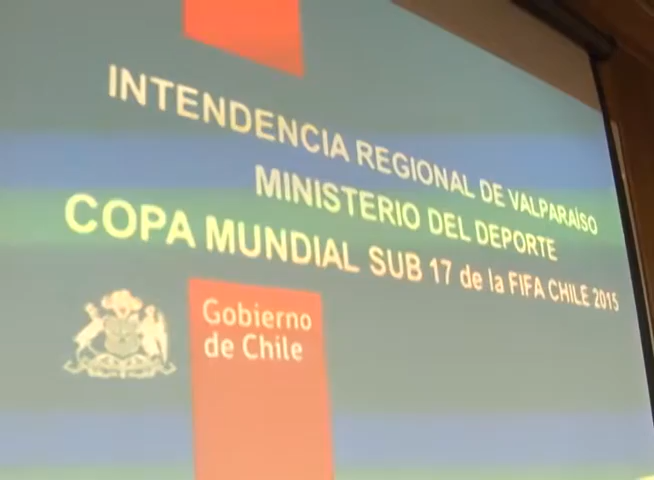 INTENDENCIA REGIONAL DE VALPARAÍSO
MINISTERIO DEL DEPORTE
COPA MUNDIAL SUB 17 de la FIFA CHILE 2015
Gobierno
de Chile